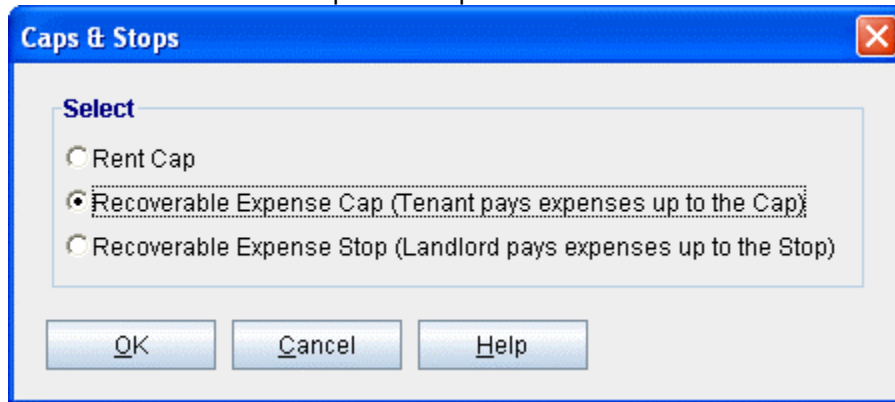 Caps & Stops
Select
Rent Cap
Recoverable Expense Cap (Tenant pays expenses up to the Cap)
Recoverable Expense Stop (Landlord pays expenses up to the Stop)
OK Cancel Help